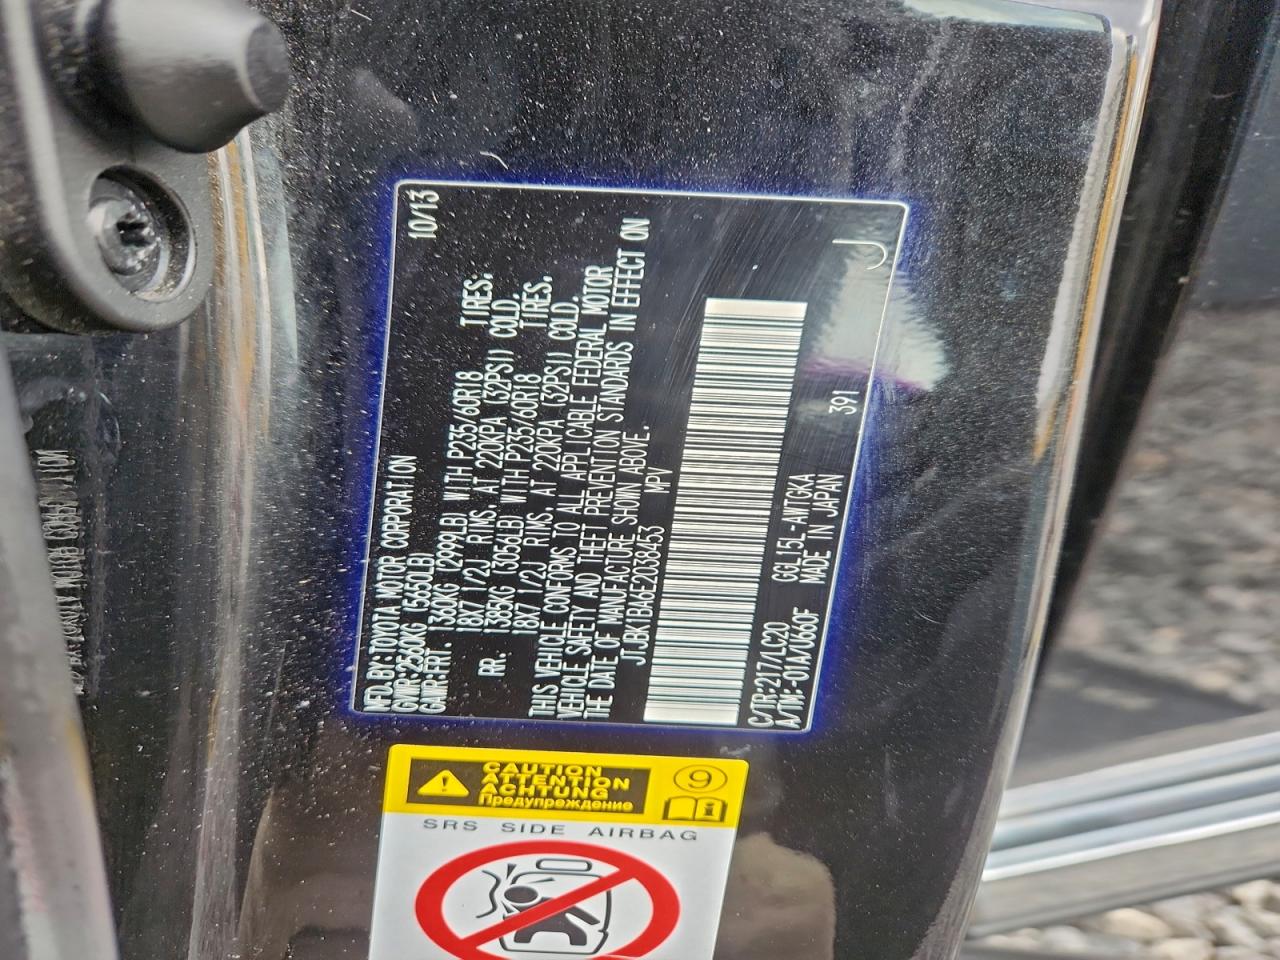 MFD.BY:TOYOTA MOTOR CORPORATION 10/13
GVWR:2560KG (5650LB)
GAWR:FRT. 1360KG (2999LB) WITH P235/60R18 TIRES.
18X7 1/2J RIMS, AT 220KPA (32PSI) COLD.
RR. 1385KG (3056LB) WITH P235/60R18 TIRES,
18X7 1/2J RIMS, AT 220KPA (32PSI) COLD.
THIS VEHICLE CONFORMS TO ALL APPLICABLE FEDERAL MOTOR
VEHICLE SAFETY AND THEFT PREVENTION STANDARDS IN EFFECT ON
THE DATE OF MANUFACTURE SHOWN ABOVE.
JTJBK1BA6E2038453 MPV
C/TR:217/LC20 GGL15L-AWTGKA 391 J
A/TM:-01A/U660F MADE IN JAPAN
CAUTION
ATTENTION
ACHTUNG
Предупреждение
9
i
SRS SIDE AIRBAG